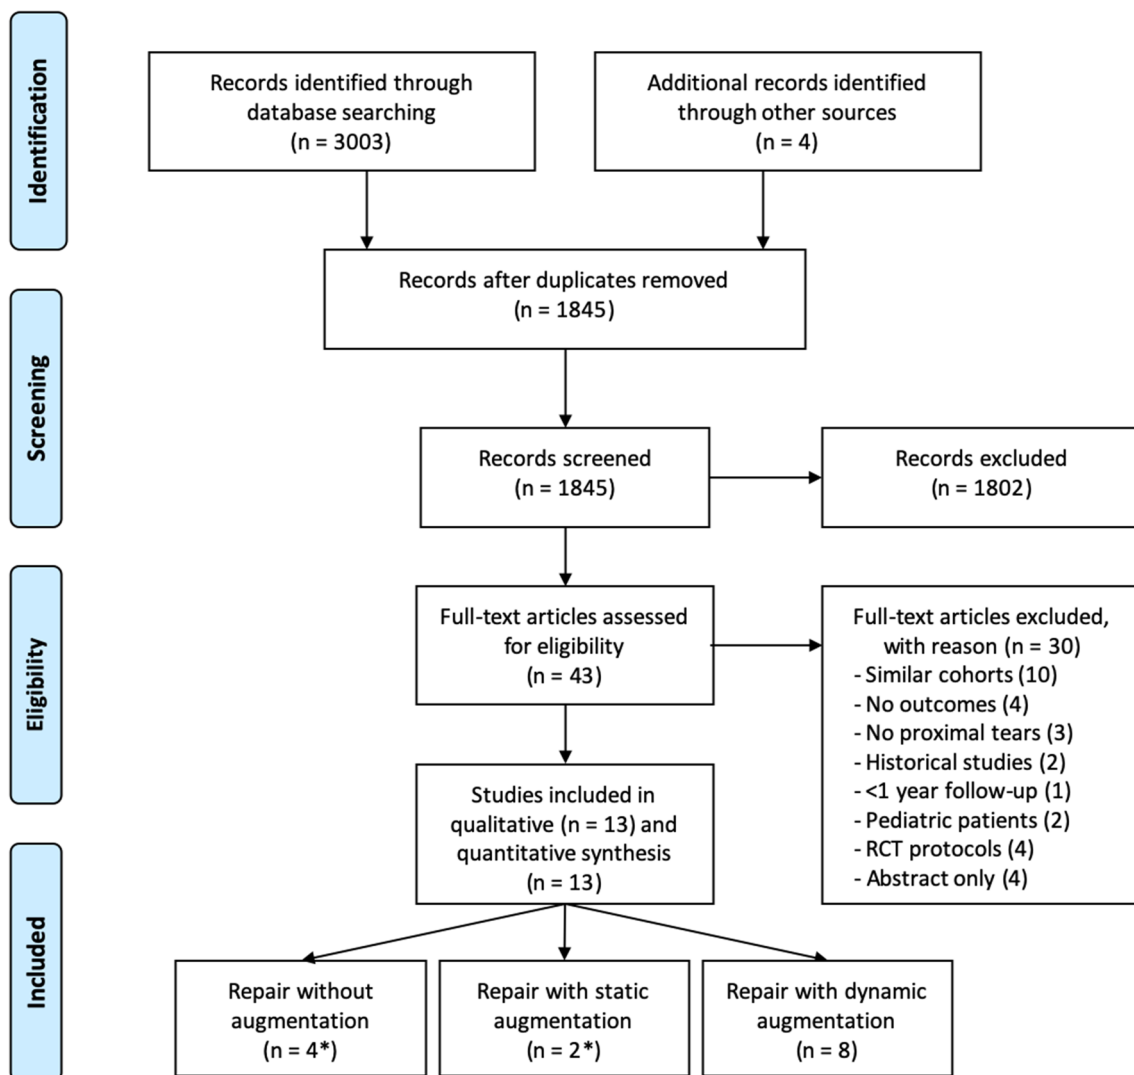 Identification
Records identified through
database searching
(n = 3003)
Additional records identified
through other sources
(n = 4)
Records after duplicates removed
(n = 1845)
Screening
Records screened
(n = 1845)
Records excluded
(n = 1802)
Eligibility
Full-text articles assessed
for eligibility
(n = 43)
Full-text articles excluded,
with reason (n = 30)
- Similar cohorts (10)
- No outcomes (4)
- No proximal tears (3)
- Historical studies (2)
- <1 year follow-up (1)
- Pediatric patients (2)
- RCT protocols (4)
- Abstract only (4)
Studies included in
qualitative (n = 13) and
quantitative synthesis
(n = 13)
Included
Repair without
augmentation
(n = 4*)
Repair with static
augmentation
(n = 2*)
Repair with dynamic
augmentation
(n = 8)